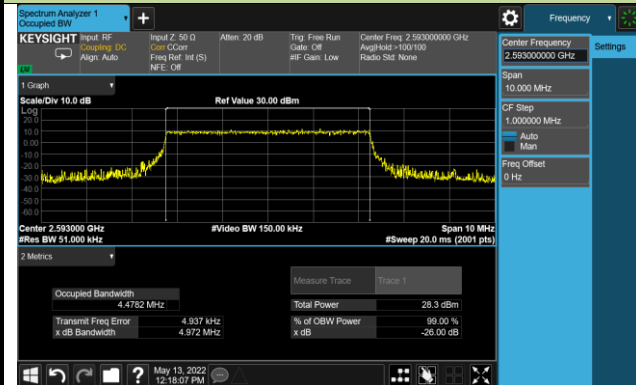 Spectrum Analyzer 1
Occupied BW
Frequency
KEYSIGHT
Input: RF
Coupling: DC
Align: Auto
Input Z: 50 Ω
Corr CCorr
Freq Ref: Int (S)
NFE: Off
Atten: 20 dB
Trig: Free Run
Gate: Off
#IF Gain: Low
Center Freq: 2.593000000 GHz
Avg|Hold:>100/100
Radio Std: None
Center Frequency
2.593000000 GHz
Settings
Span
10.000 MHz
CF Step
1.000000 MHz
Auto
Man
Freq Offset
0 Hz
1 Graph
Scale/Div 10.0 dB
Ref Value 30.00 dBm
Log
20.0
10.0
0.00
-10.0
-20.0
-30.0
-40.0
-50.0
-60.0
Center 2.593000 GHz
#Video BW 150.00 kHz
Span 10 MHz
#Res BW 51.000 kHz
#Sweep 20.0 ms (2001 pts)
2 Metrics
Measure Trace
Trace 1
Occupied Bandwidth
4.4782 MHz
Total Power
28.3 dBm
Transmit Freq Error
4.937 kHz
% of OBW Power
99.00 %
x dB Bandwidth
4.972 MHz
x dB
-26.00 dB
May 13, 2022
12:18:07 PM